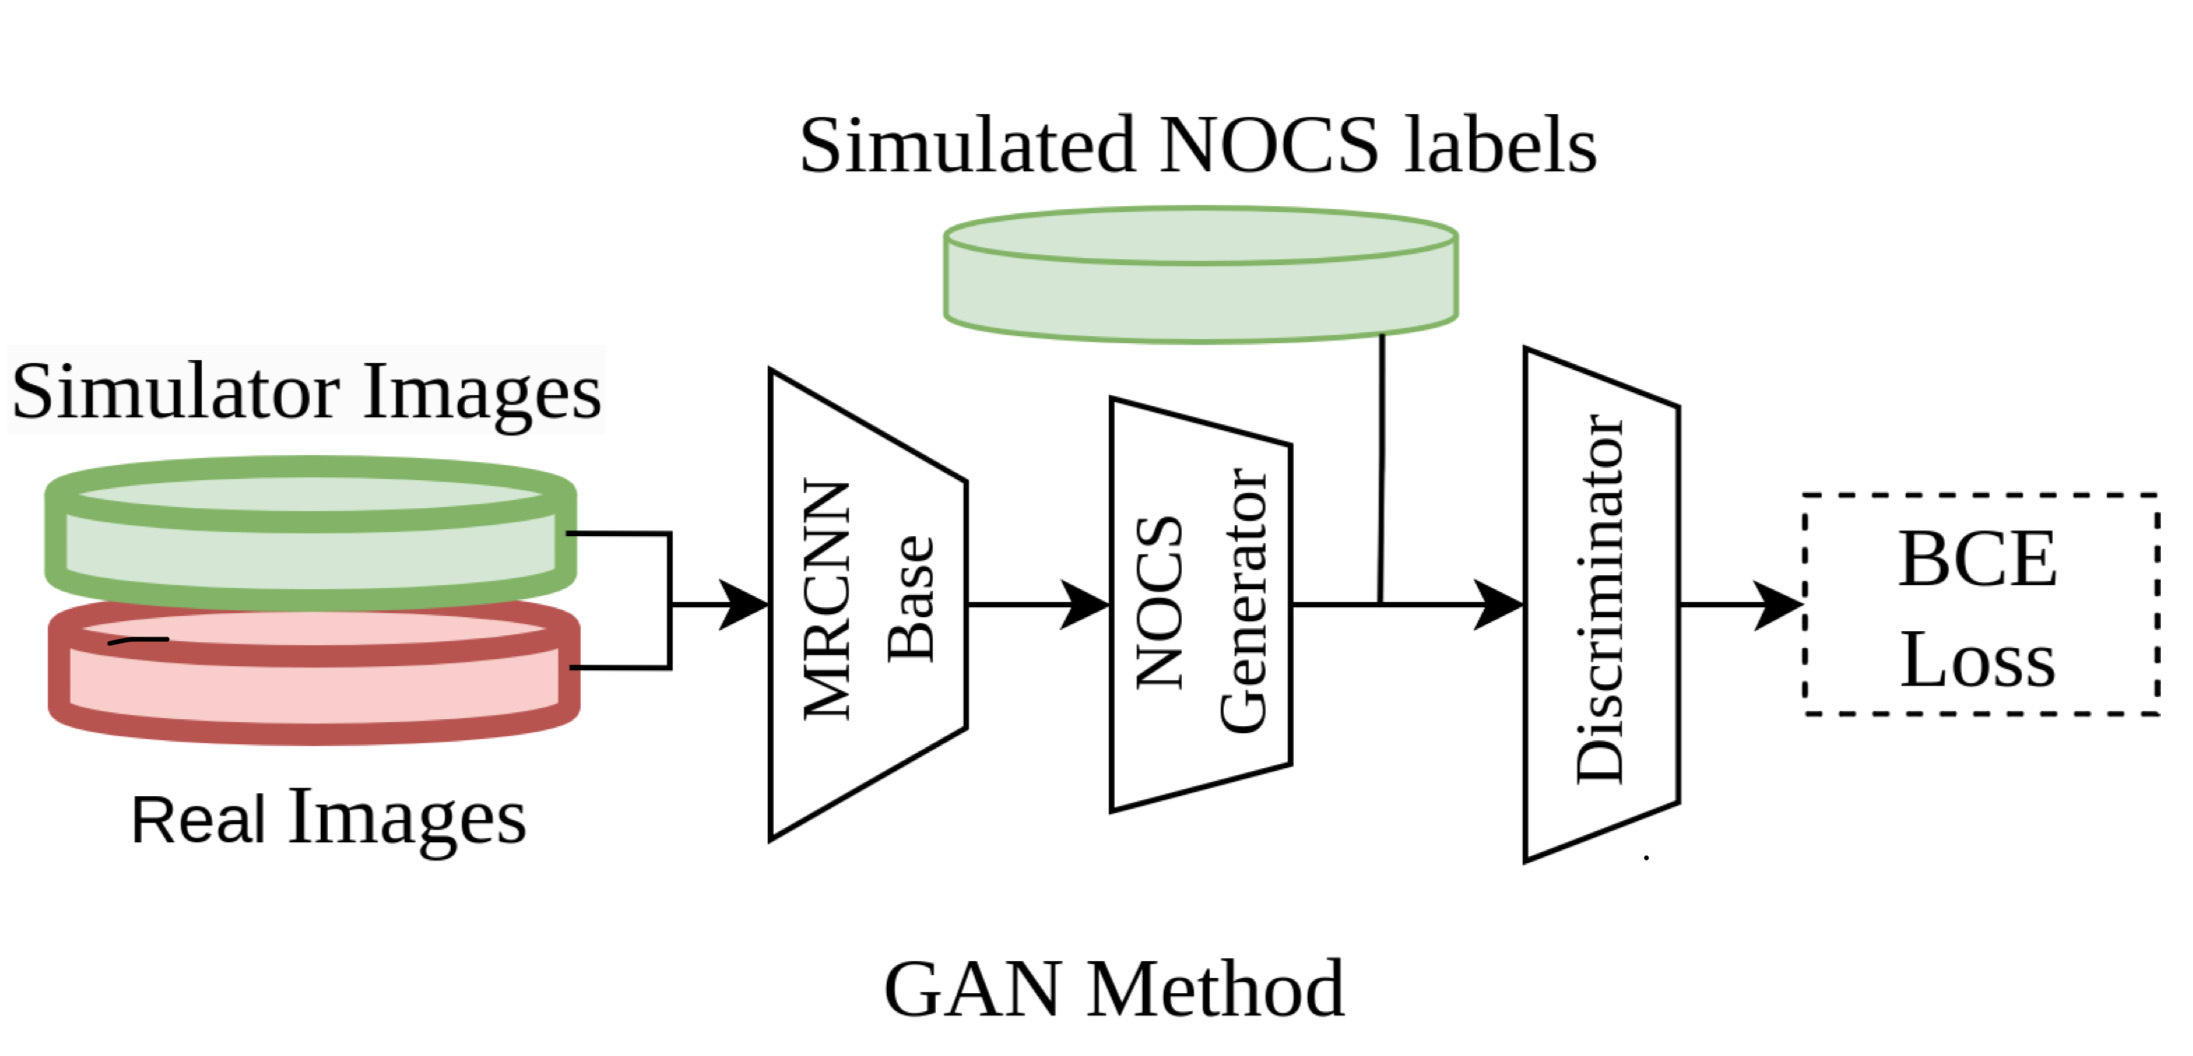 Simulated NOCS labels
Simulator Images
Real Images
MRCNN
Base
NOCS
Generator
Discriminator
BCE
Loss
GAN Method